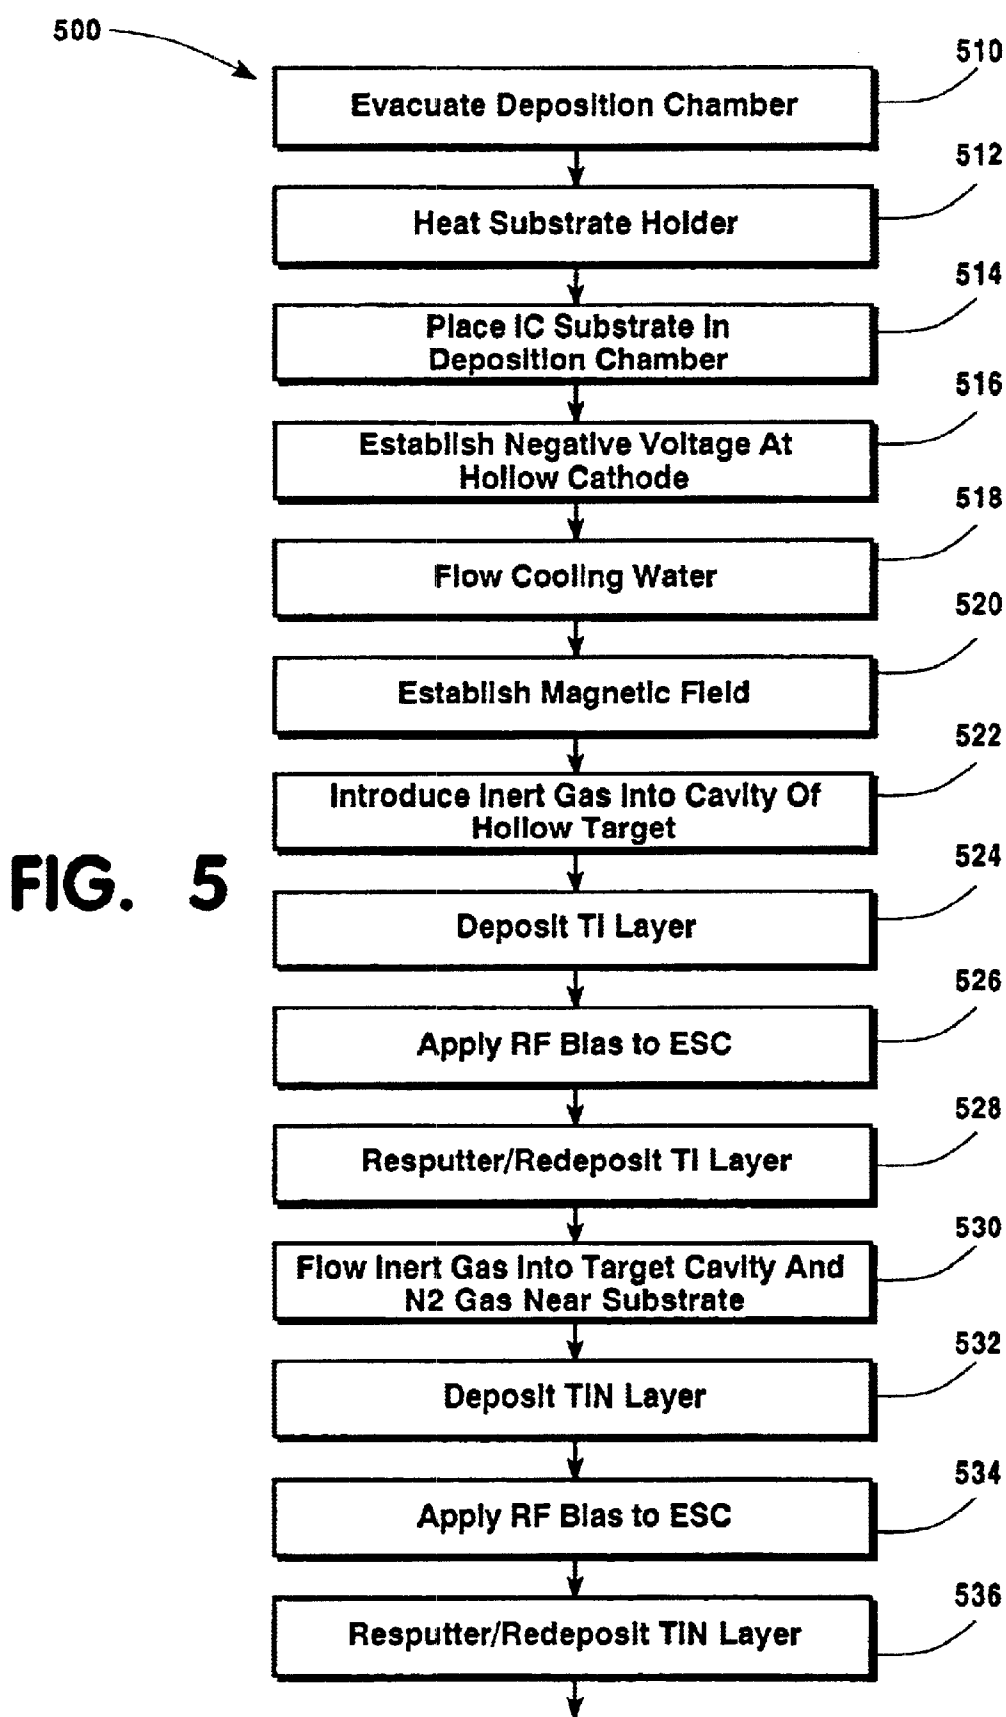 500
510
Evacuate Deposition Chamber
512
Heat Substrate Holder
514
Place IC Substrate In
Deposition Chamber
516
Establish Negative Voltage At
Hollow Cathode
518
Flow Cooling Water
520
Establish Magnetic Field
522
Introduce Inert Gas Into Cavity Of
Hollow Target
FIG. 5
524
Deposit Ti Layer
526
Apply RF Bias to ESC
528
Resputter/Redeposit Ti Layer
530
Flow Inert Gas Into Target Cavity And
N2 Gas Near Substrate
532
Deposit TiN Layer
534
Apply RF Bias to ESC
536
Resputter/Redeposit TiN Layer